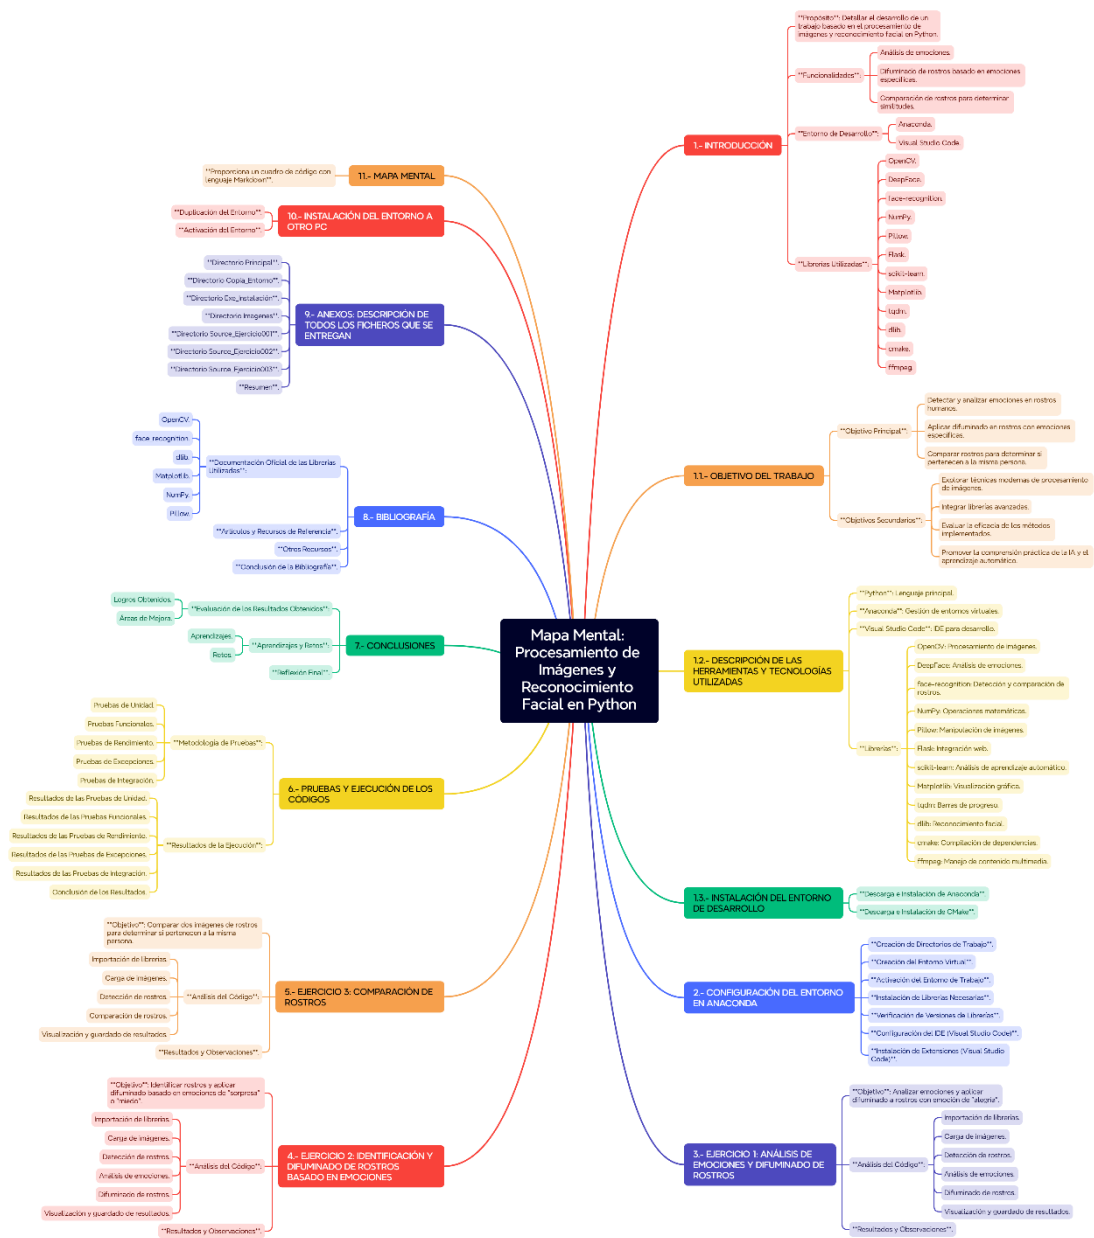 Mapa Mental:
Procesamiento de
Imágenes y
Reconocimiento
Facial en Python
1.- INTRODUCCIÓN
**Propósito**: Detallar el desarrollo de un
trabajo basado en el procesamiento de
imágenes y reconocimiento facial en Python.
**Funcionalidades**:
Análisis de emociones.
Difuminado de rostros basado en emociones
específicas.
Comparación de rostros para determinar
similitudes.
**Entorno de Desarrollo**:
Anaconda.
Visual Studio Code.
**Librerías Utilizadas**:
OpenCV.
DeepFace.
face-recognition.
NumPy.
Pillow.
Flask.
scikit-learn.
Matplotlib.
tqdm.
dlib.
cmake.
ffmpeg.
1.1.- OBJETIVO DEL TRABAJO
**Objetivo Principal**:
Detectar y analizar emociones en rostros
humanos.
Aplicar difuminado en rostros con emociones
específicas.
Comparar rostros para determinar si
pertenecen a la misma persona.
**Objetivos Secundarios**:
Explorar técnicas modernas de procesamiento
de imágenes.
Integrar librerías avanzadas.
Evaluar la eficacia de los métodos
implementados.
Promover la comprensión práctica de la IA y el
aprendizaje automático.
1.2.- DESCRIPCIÓN DE LAS
HERRAMIENTAS Y TECNOLOGÍAS
UTILIZADAS
**Python**: Lenguaje principal.
**Anaconda**: Gestión de entornos virtuales.
**Visual Studio Code**: IDE para desarrollo.
**Librerías**:
OpenCV: Procesamiento de imágenes.
DeepFace: Análisis de emociones.
face-recognition: Detección y comparación de
rostros.
NumPy: Operaciones matemáticas.
Pillow: Manipulación de imágenes.
Flask: Integración web.
scikit-learn: Análisis de aprendizaje automático.
Matplotlib: Visualización gráfica.
tqdm: Barras de progreso.
dlib: Reconocimiento facial.
cmake: Compilación de dependencias.
ffmpeg: Manejo de contenido multimedia.
1.3.- INSTALACIÓN DEL ENTORNO
DE DESARROLLO
**Descarga e Instalación de Anaconda**.
**Descarga e Instalación de CMake**.
2.- CONFIGURACIÓN DEL ENTORNO
EN ANACONDA
**Creación de Directorios de Trabajo**.
**Creación del Entorno Virtual**.
**Activación del Entorno de Trabajo**.
**Instalación de Librerías Necesarias**.
**Verificación de Versiones de Librerías**.
**Configuración del IDE (Visual Studio Code)**.
**Instalación de Extensiones (Visual Studio
Code)**.
3.- EJERCICIO 1: ANÁLISIS DE
EMOCIONES Y DIFUMINADO DE
ROSTROS
**Objetivo**: Analizar emociones y aplicar
difuminado a rostros con emoción de "alegría".
**Análisis del Código**:
Importación de librerías.
Carga de imágenes.
Detección de rostros.
Análisis de emociones.
Difuminado de rostros.
Visualización y guardado de resultados.
**Resultados y Observaciones**.
4.- EJERCICIO 2: IDENTIFICACIÓN Y
DIFUMINADO DE ROSTROS
BASADO EN EMOCIONES
**Objetivo**: Identificar rostros y aplicar
difuminado basado en emociones de "sorpresa"
o "miedo".
**Análisis del Código**:
Importación de librerías.
Carga de imágenes.
Detección de rostros.
Análisis de emociones.
Difuminado de rostros.
Visualización y guardado de resultados.
**Resultados y Observaciones**.
5.- EJERCICIO 3: COMPARACIÓN DE
ROSTROS
**Objetivo**: Comparar dos imágenes de rostros
para determinar si pertenecen a la misma
persona.
**Análisis del Código**:
Importación de librerías.
Carga de imágenes.
Detección de rostros.
Comparación de rostros.
Visualización y guardado de resultados.
**Resultados y Observaciones**.
6.- PRUEBAS Y EJECUCIÓN DE LOS
CÓDIGOS
**Metodología de Pruebas**:
Pruebas de Unidad.
Pruebas Funcionales.
Pruebas de Rendimiento.
Pruebas de Excepciones.
Pruebas de Integración.
**Resultados de la Ejecución**:
Resultados de las Pruebas de Unidad.
Resultados de las Pruebas Funcionales.
Resultados de las Pruebas de Rendimiento.
Resultados de las Pruebas de Excepciones.
Resultados de las Pruebas de Integración.
Conclusión de los Resultados.
7.- CONCLUSIONES
**Evaluación de los Resultados Obtenidos**:
Logros Obtenidos.
Áreas de Mejora.
**Aprendizajes y Retos**:
Aprendizajes.
Retos.
**Reflexión Final**.
8.- BIBLIOGRAFÍA
**Documentación Oficial de las Librerías
Utilizadas**:
OpenCV.
face-recognition.
dlib.
Matplotlib.
NumPy.
Pillow.
**Artículos y Recursos de Referencia**.
**Otros Recursos**.
**Conclusión de la Bibliografía**.
9.- ANEXOS: DESCRIPCIÓN DE
TODOS LOS FICHEROS QUE SE
ENTREGAN
**Directorio Principal**.
**Directorio Copia_Entorno**.
**Directorio Exe_Instalación**.
**Directorio Imágenes**.
**Directorio Source_Ejercicio001**.
**Directorio Source_Ejercicio002**.
**Directorio Source_Ejercicio003**.
**Resumen**.
10.- INSTALACIÓN DEL ENTORNO A
OTRO PC
**Duplicación del Entorno**.
**Activación del Entorno**.
11.- MAPA MENTAL
**Proporciona un cuadro de código con
lenguaje Markdown**.